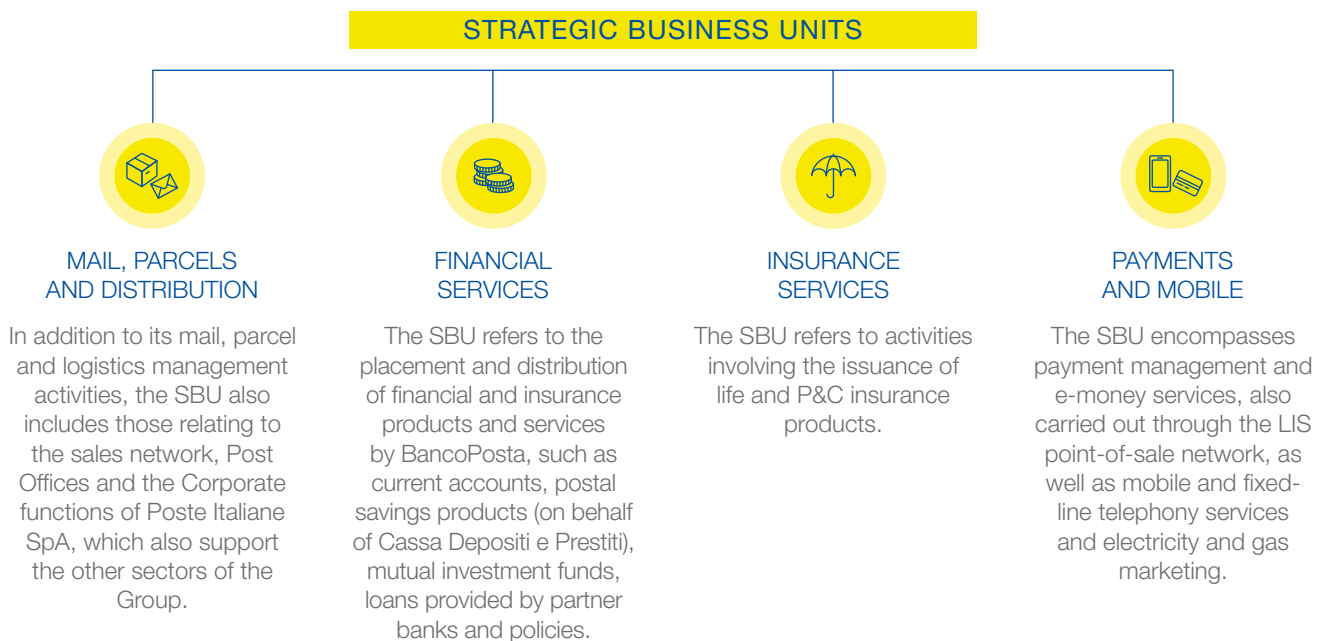 STRATEGIC BUSINESS UNITS
MAIL, PARCELS
AND DISTRIBUTION
In addition to its mail, parcel
and logistics management
activities, the SBU also
includes those relating to
the sales network, Post
Offices and the Corporate
functions of Poste Italiane
SpA, which also support
the other sectors of the
Group.
FINANCIAL
SERVICES
The SBU refers to the
placement and distribution
of financial and insurance
products and services
by BancoPosta, such as
current accounts, postal
savings products (on behalf
of Cassa Depositi e Prestiti),
mutual investment funds,
loans provided by partner
banks and policies.
INSURANCE
SERVICES
The SBU refers to activities
involving the issuance of
life and P&C insurance
products.
PAYMENTS
AND MOBILE
The SBU encompasses
payment management and
e-money services, also
carried out through the LIS
point-of-sale network, as
well as mobile and fixed-
line telephony services
and electricity and gas
marketing.